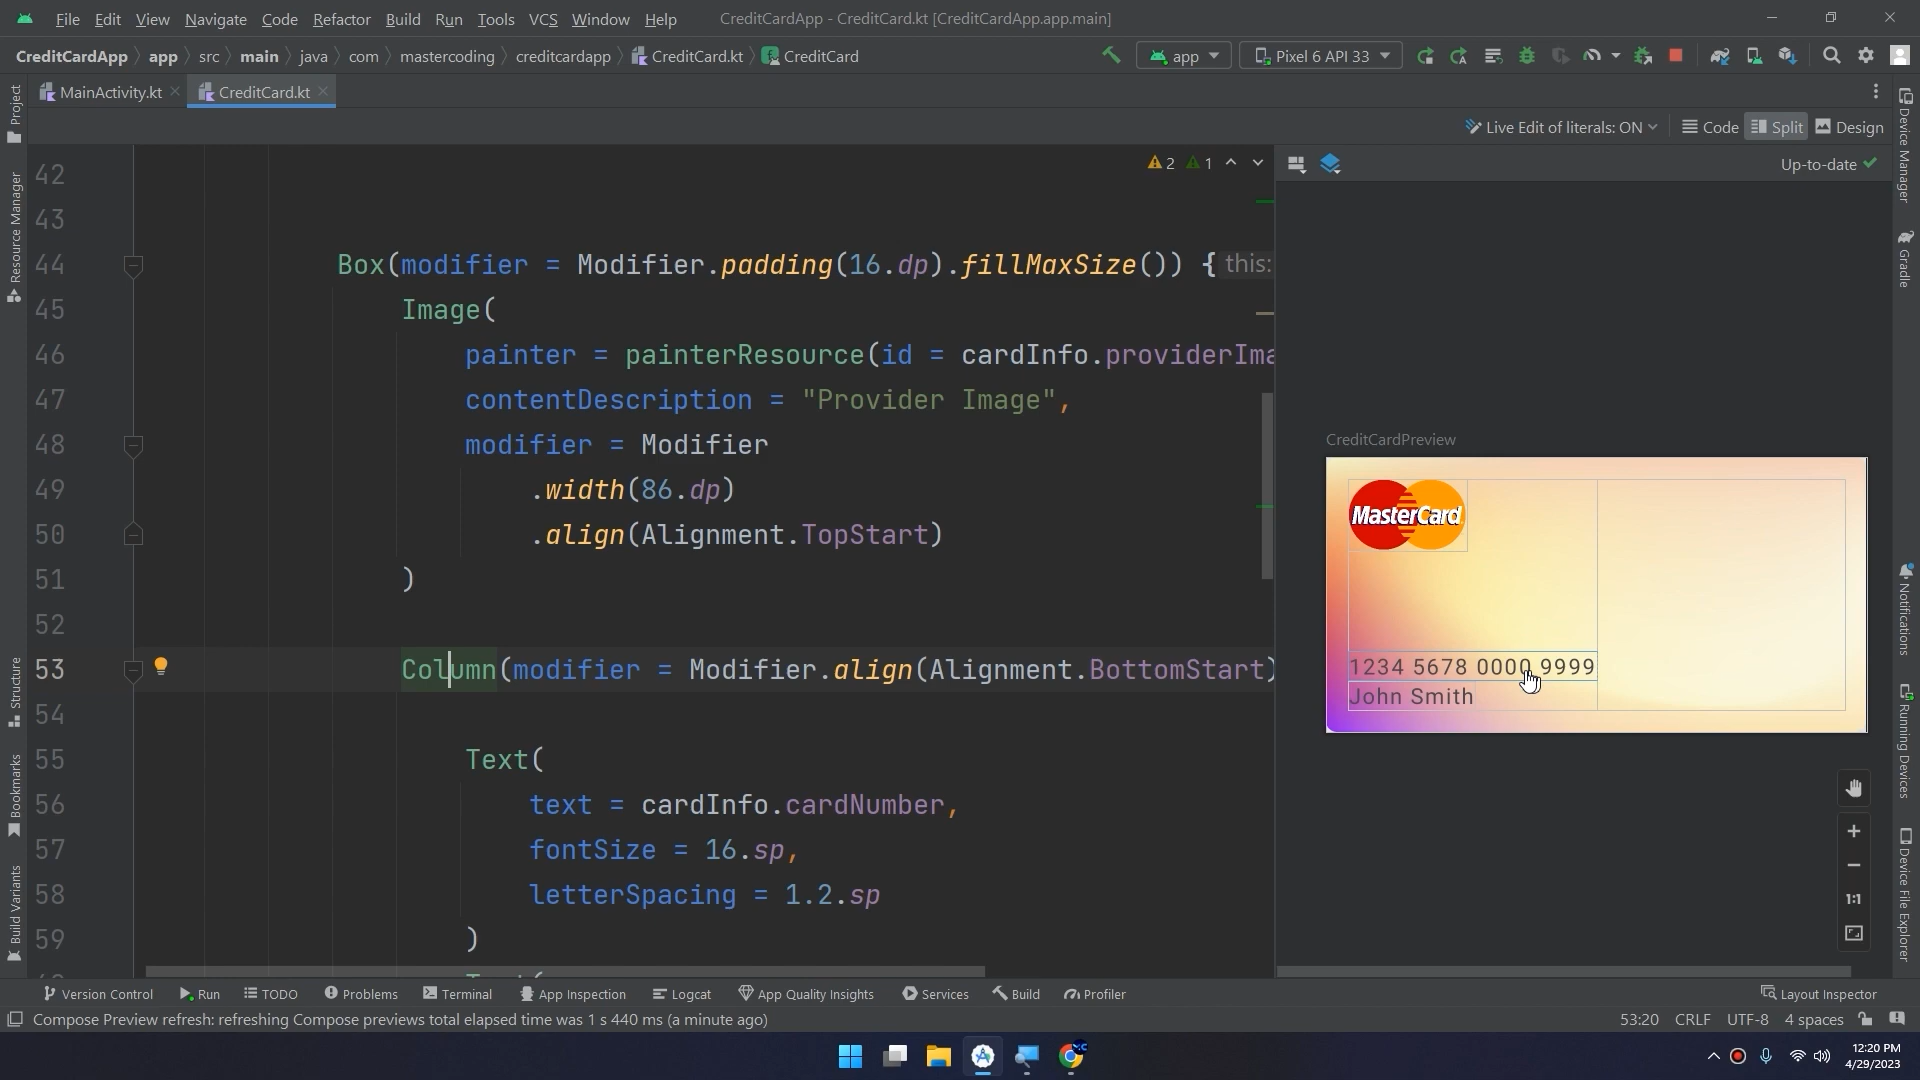 File Edit View Navigate Code Refactor Build Run Tools VCS Window Help CreditCardApp - CreditCard.kt [CreditCardApp.app.main]
CreditCardApp app src main java com mastercoding creditcardapp CreditCard.kt CreditCard app Pixel 6 API 33
MainActivity.kt CreditCard.kt
Live Edit of literals: ON Code Split Design
2 1 Up-to-date
42
43
44 Box(modifier = Modifier.padding(16.dp).fillMaxSize()) { this:
45 Image(
46 painter = painterResource(id = cardInfo.providerIma
47 contentDescription = "Provider Image",
48 modifier = Modifier
49 .width(86.dp)
50 .align(Alignment.TopStart)
51 )
52
53 Column(modifier = Modifier.align(Alignment.BottomStart)
54
55 Text(
56 text = cardInfo.cardNumber,
57 fontSize = 16.sp,
58 letterSpacing = 1.2.sp
59 )
CreditCardPreview
MasterCard
1234 5678 0000 9999
John Smith
1:1
Project
Resource Manager
Structure
Bookmarks
Build Variants
Device Manager
Gradle
Notifications
Running Devices
Device File Explorer
Version Control Run TODO Problems Terminal App Inspection Logcat App Quality Insights Services Build Profiler Layout Inspector
Compose Preview refresh: refreshing Compose previews total elapsed time was 1 s 440 ms (a minute ago) 53:20 CRLF UTF-8 4 spaces
12:20 PM
4/29/2023